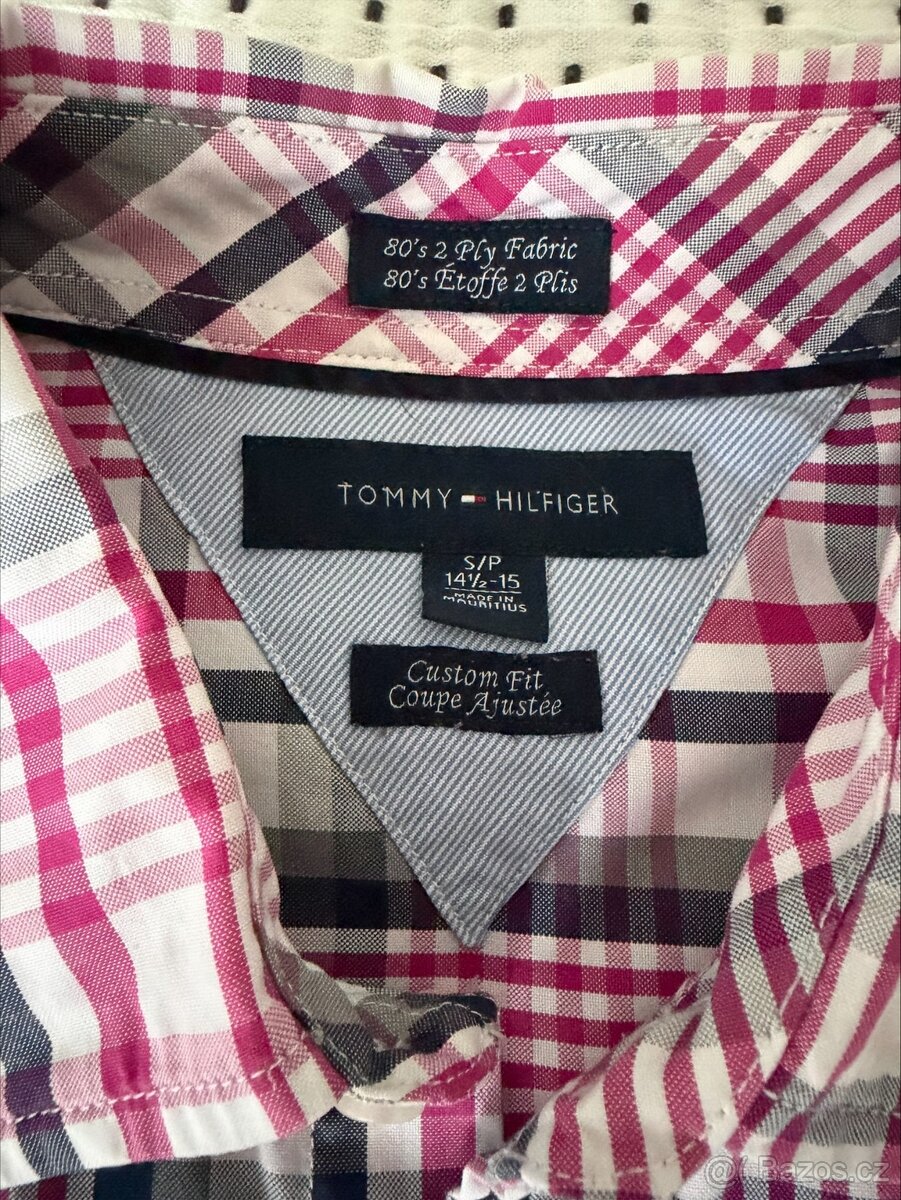 80's 2 Ply Fabric
80's Etoffe 2 Plis
TOMMY HILFIGER
S/P
14½-15
MADE IN
MAURITIUS
Custom Fit
Coupe Ajustée
Bazos.cz